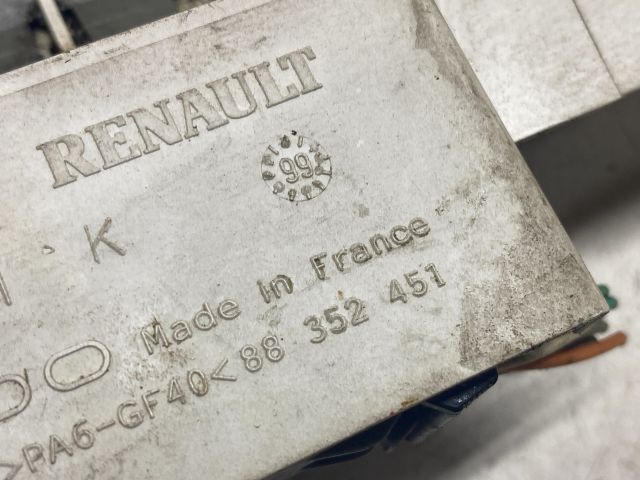 RENAULT
99
K
Made in France
>PA6-GF40< 88 352 451